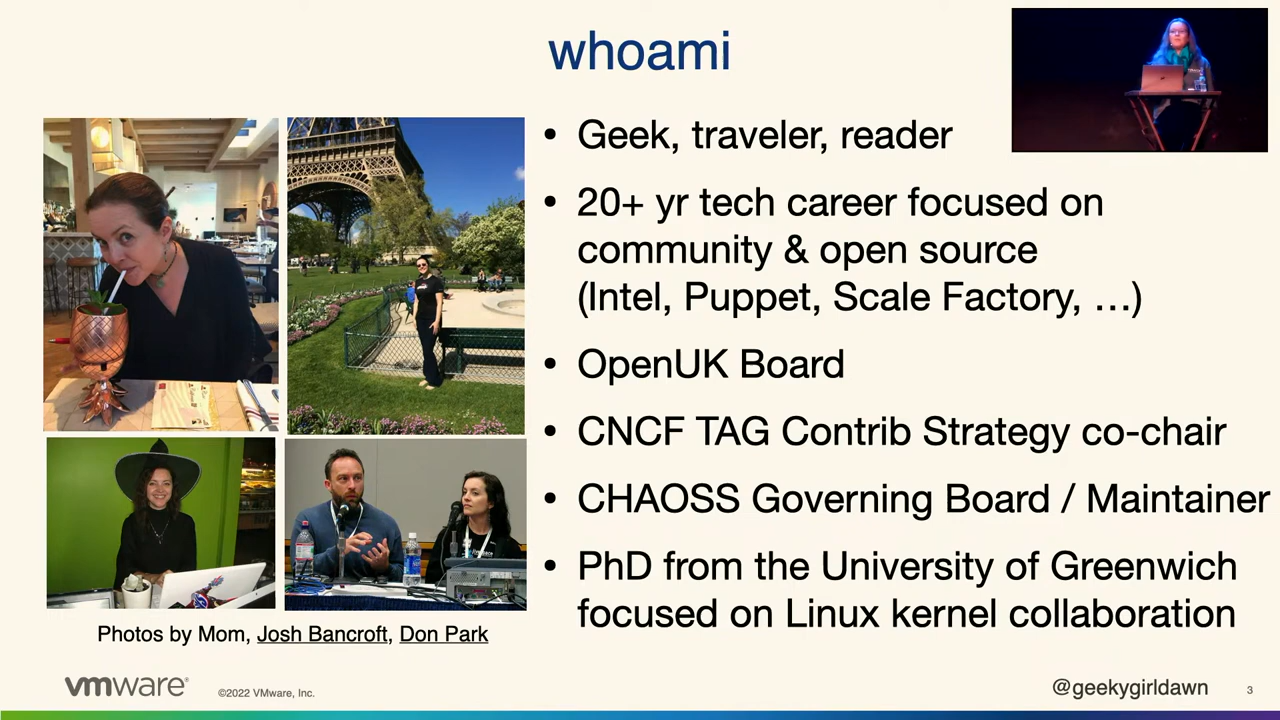 whoami
• Geek, traveler, reader
• 20+ yr tech career focused on
community & open source
(Intel, Puppet, Scale Factory, …)
• OpenUK Board
• CNCF TAG Contrib Strategy co-chair
• CHAOSS Governing Board / Maintainer
• PhD from the University of Greenwich
focused on Linux kernel collaboration
Photos by Mom, Josh Bancroft, Don Park
vmware®
©2022 VMware, Inc.
@geekygirldawn
3